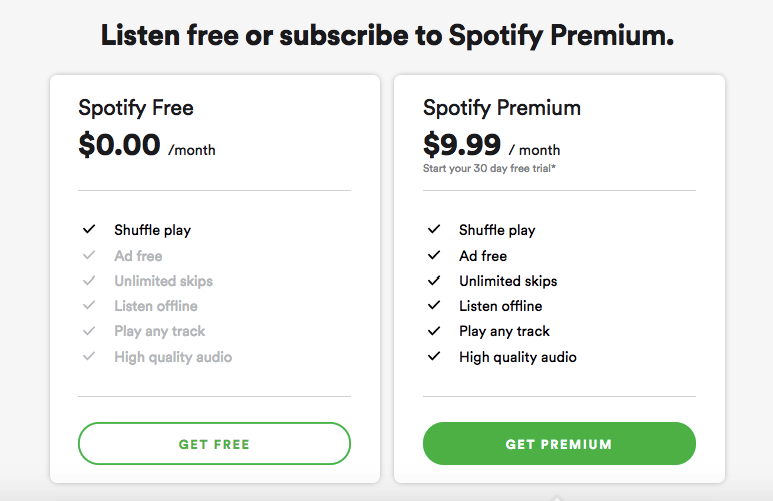 Listen free or subscribe to Spotify Premium.
Spotify Free
$0.00 /month
Shuffle play
Ad free
Unlimited skips
Listen offline
Play any track
High quality audio
GET FREE
Spotify Premium
$9.99 / month
Start your 30 day free trial*
Shuffle play
Ad free
Unlimited skips
Listen offline
Play any track
High quality audio
GET PREMIUM